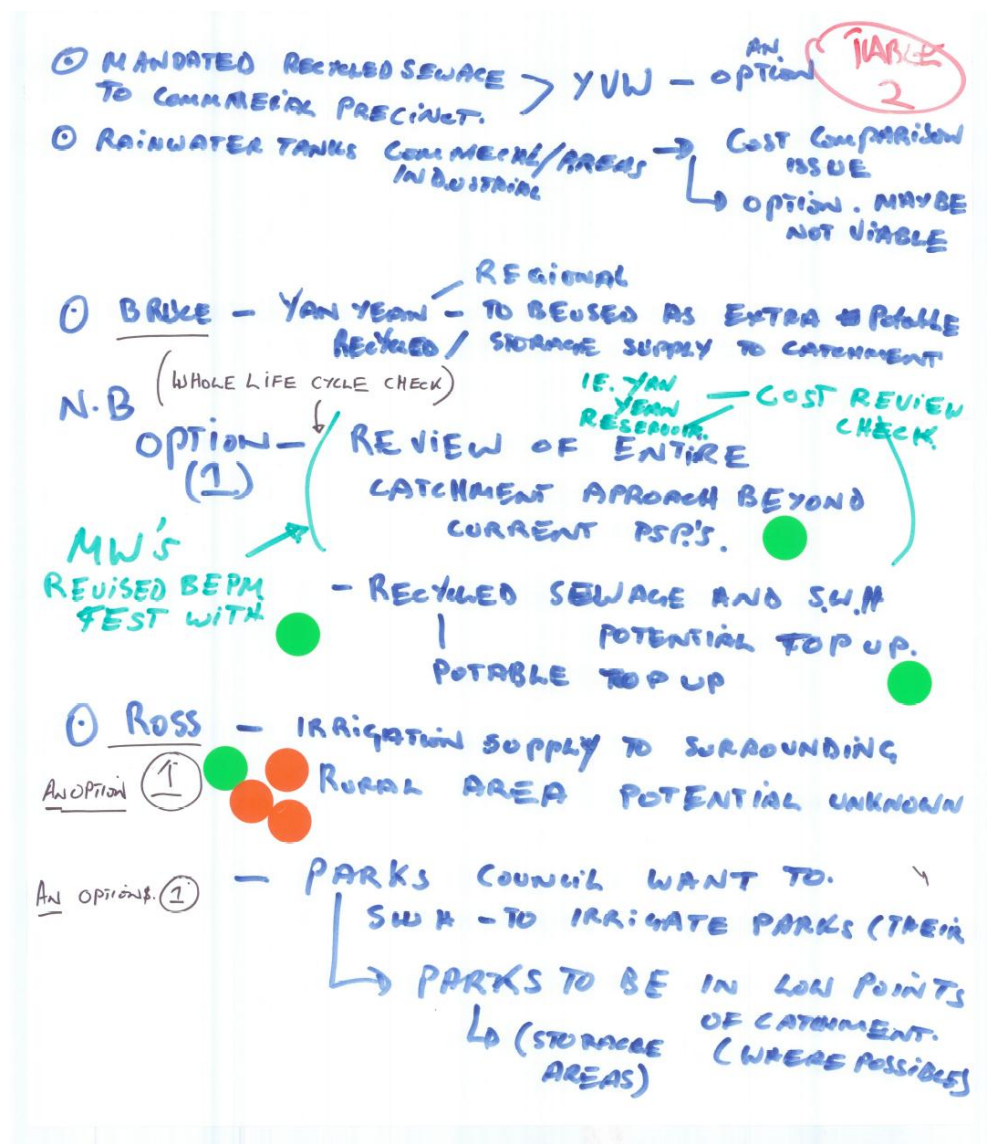 TABLE
2
⊙ MANDATED RECYCLED SEWAGE
TO COMMERCIAL PRECINCT. > YVW - AN OPTION
⊙ RAINWATER TANKS COMMERCIAL/AREAS
INDUSTRIAL
→ COST COMPARISON
ISSUE
↳ OPTION. MAYBE
NOT VIABLE
REGIONAL
⊙ BRUCE - YAN YEAN - TO BE USED AS EXTRA POTABLE
RECYCLED / STORAGE SUPPLY TO CATCHMENT
(WHOLE LIFE CYCLE CHECK)
IE. YAN
YEAN
RESERVOIR.
- COST REVIEW
CHECK
N.B
OPTION -
(1)
REVIEW OF ENTIRE
CATCHMENT APROACH BEYOND
CURRENT PSP'S.
MW'S
REVISED BEPM
TEST WITH
- RECYCLED SEWAGE AND S.W.H
POTENTIAL TOP UP.
POTABLE TOP UP
⊙ ROSS - IRRIGATION SUPPLY TO SURROUNDING
RURAL AREA POTENTIAL UNKNOWN
AN OPTION 1
AN OPTIONS. 1
- PARKS COUNCIL WANT TO.
SWH - TO IRRIGATE PARKS (THEIR
↳ PARKS TO BE IN LOW POINTS
OF CATCHMENT.
(WHERE POSSIBLE)
↳ (STORAGE
AREAS)